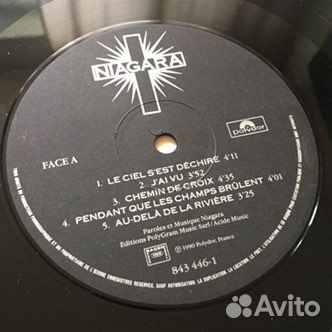 NIAGARA
FACE A
polydor
1. LE CIEL S'EST DÉCHIRÉ 4'11
2. J'AI VU 3'52
3. CHEMIN DE CROIX 4'35
4. PENDANT QUE LES CHAMPS BRÛLENT 4'01
5. AU-DELÀ DE LA RIVIÈRE 3'25
Paroles et Musique Niagara
Editions PolyGram Music Sarl / Acide Music
SACEM
℗ 1990 Polydor, France
843 446-1
Avito